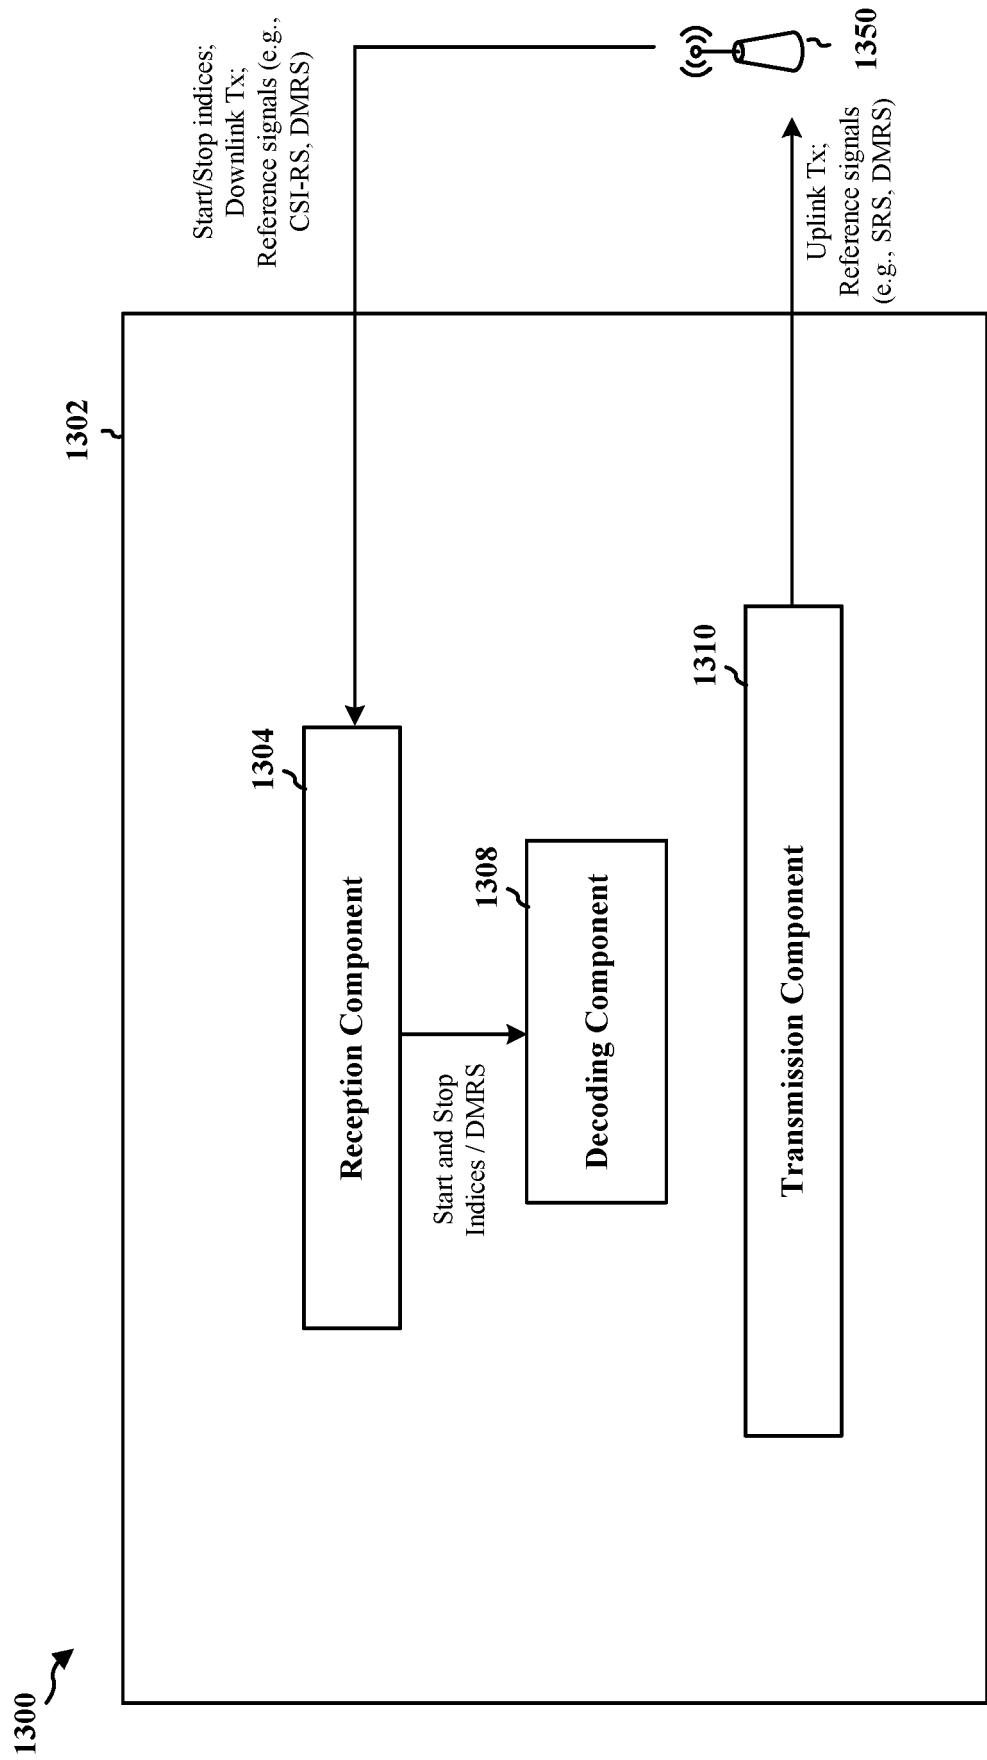 1300
1302
Start/Stop indices;
Downlink Tx;
Reference signals (e.g.,
CSI-RS, DMRS)
1304
Reception Component
Start and Stop
Indices / DMRS
1308
Decoding Component
1310
Transmission Component
1350
Uplink Tx;
Reference signals
(e.g., SRS, DMRS)